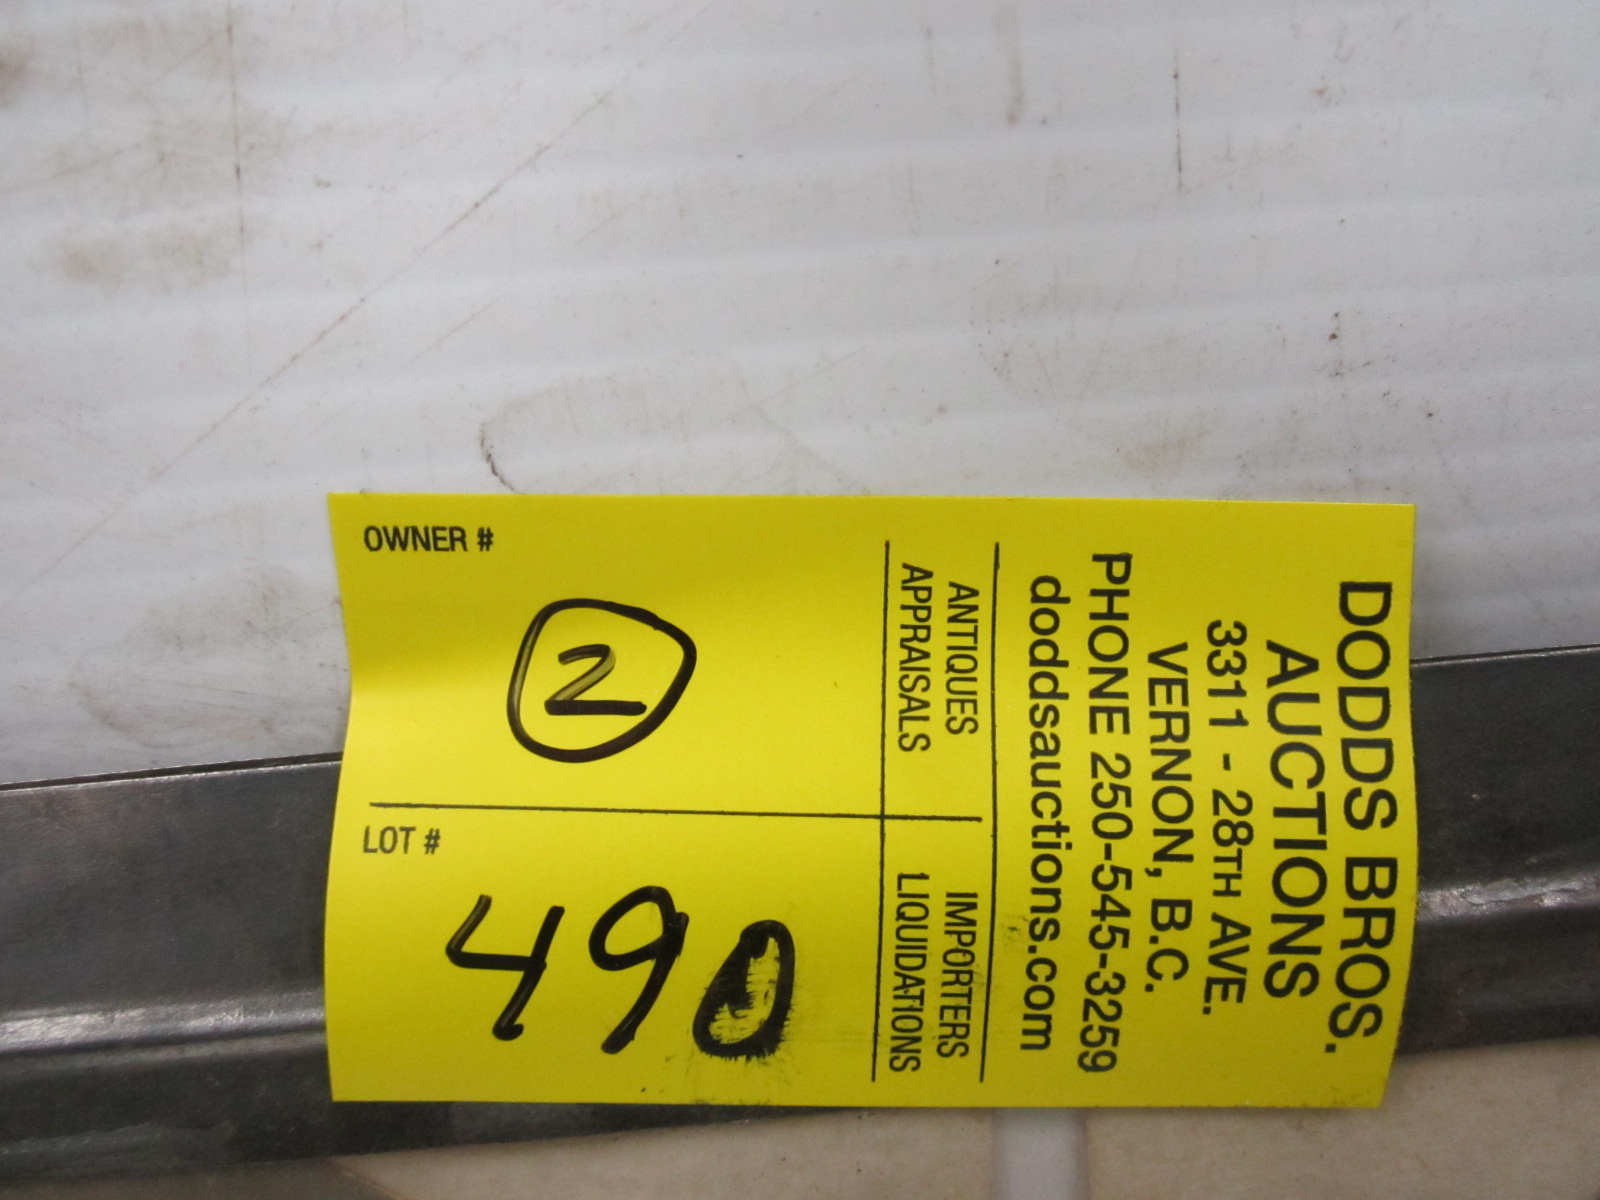 DODDS BROS.
AUCTIONS
3311 - 28TH AVE.
VERNON, B.C.
PHONE 250-545-3259
doddsauctions.com
ANTIQUES IMPORTERS
APPRAISALS LIQUIDATIONS
OWNER #
2
LOT #
490